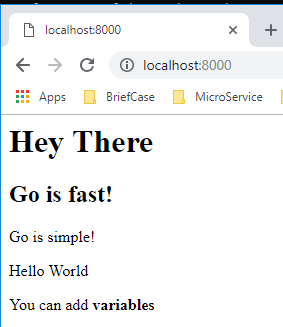 localhost:8000
localhost:8000
Apps BriefCase MicroService
Hey There
Go is fast!
Go is simple!
Hello World
You can add variables